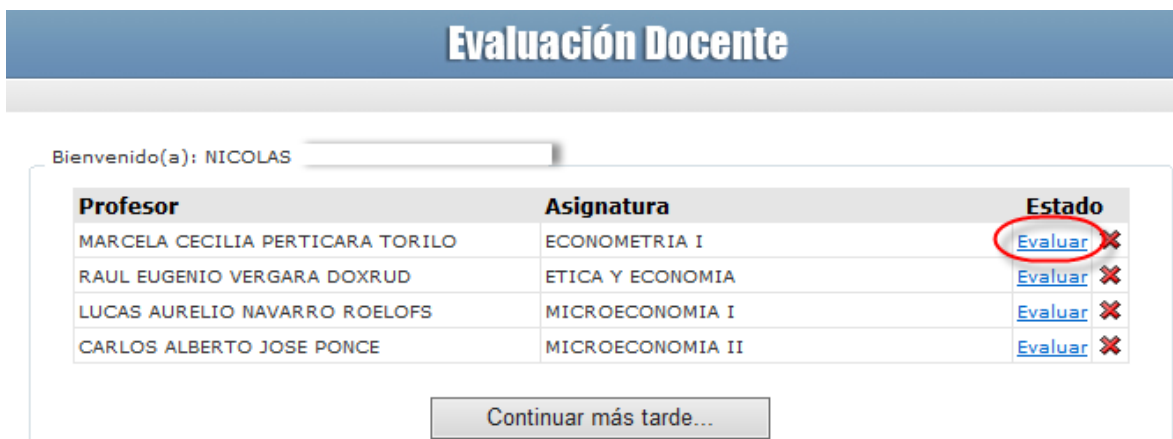 Evaluación Docente
Bienvenido(a): NICOLAS
Profesor Asignatura Estado
MARCELA CECILIA PERTICARA TORILO ECONOMETRIA I Evaluar
RAUL EUGENIO VERGARA DOXRUD ETICA Y ECONOMIA Evaluar
LUCAS AURELIO NAVARRO ROELOFS MICROECONOMIA I Evaluar
CARLOS ALBERTO JOSE PONCE MICROECONOMIA II Evaluar
Continuar más tarde...